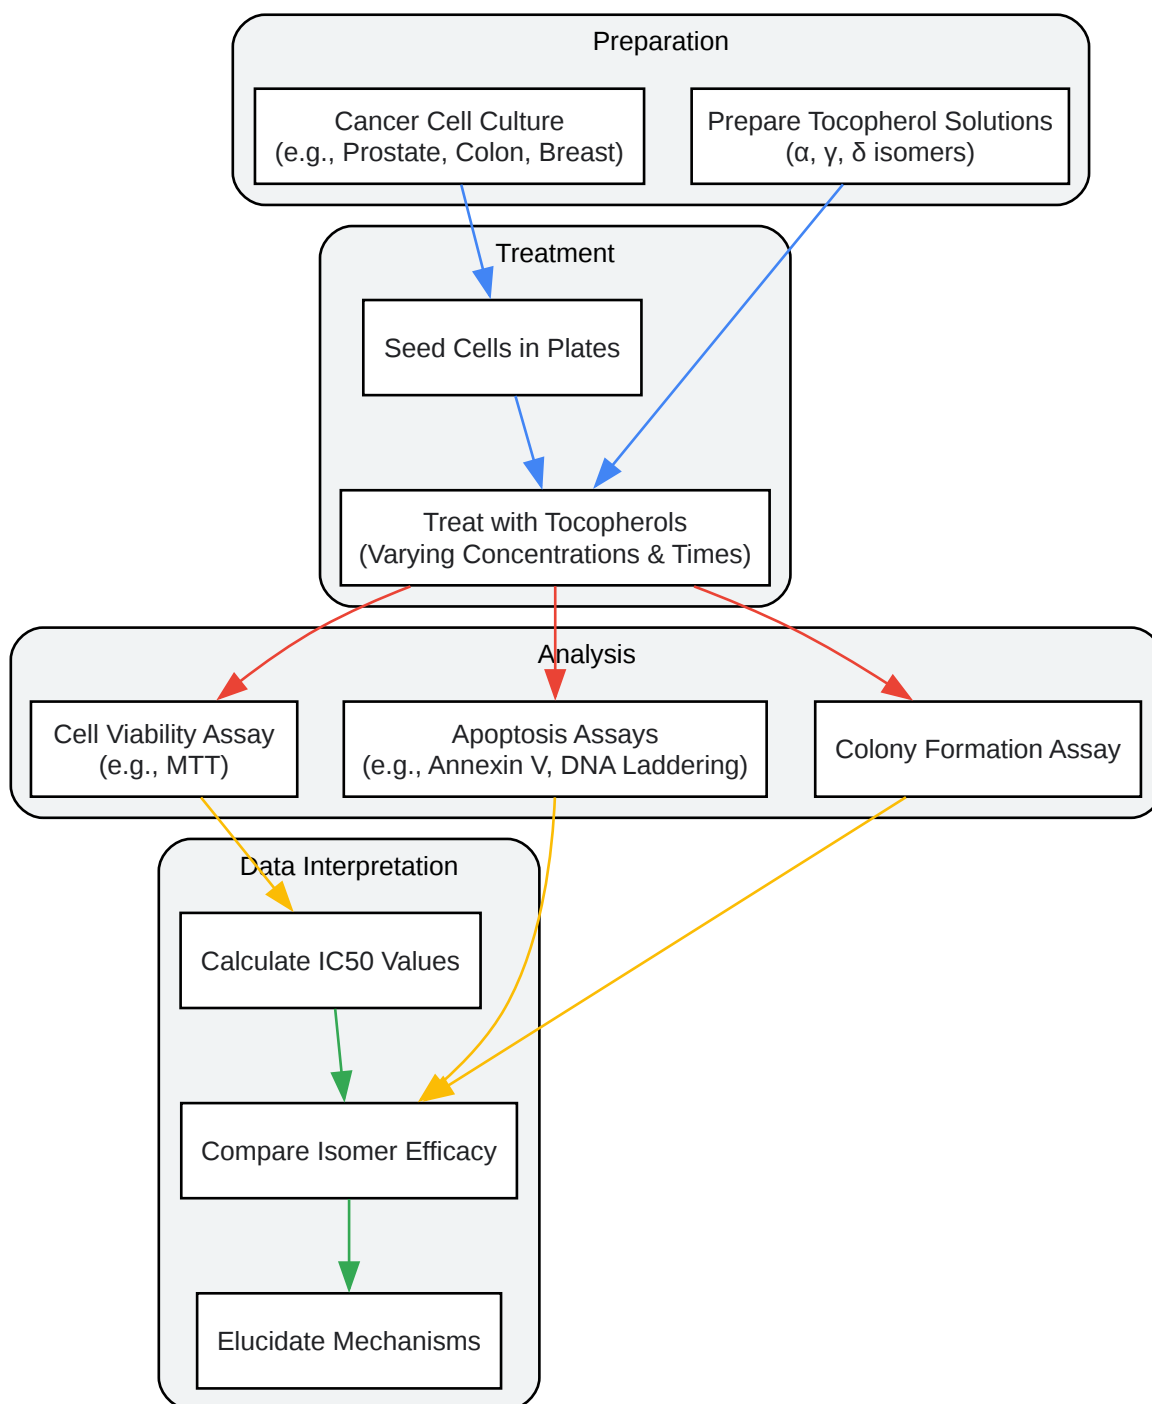 Preparation
Cancer Cell Culture
(e.g., Prostate, Colon, Breast)
Prepare Tocopherol Solutions
(α, γ, δ isomers)
Treatment
Seed Cells in Plates
Treat with Tocopherols
(Varying Concentrations & Times)
Analysis
Cell Viability Assay
(e.g., MTT)
Apoptosis Assays
(e.g., Annexin V, DNA Laddering)
Colony Formation Assay
Data Interpretation
Calculate IC50 Values
Compare Isomer Efficacy
Elucidate Mechanisms